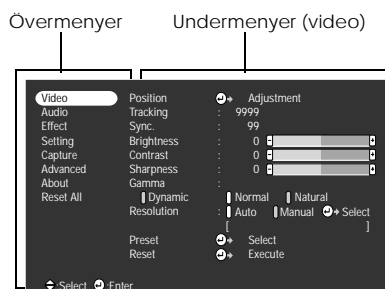 Övermenyer Undermenyer (video)
Video Position Adjustment
Audio Tracking : 9999
Effect Sync. : 99
Setting Brightness : 0
Capture Contrast : 0
Advanced Sharpness : 0
About Gamma :
Reset All Dynamic Normal Natural
Resolution : Auto Manual Select
[ ]
Preset Select
Reset Execute
:Select :Enter